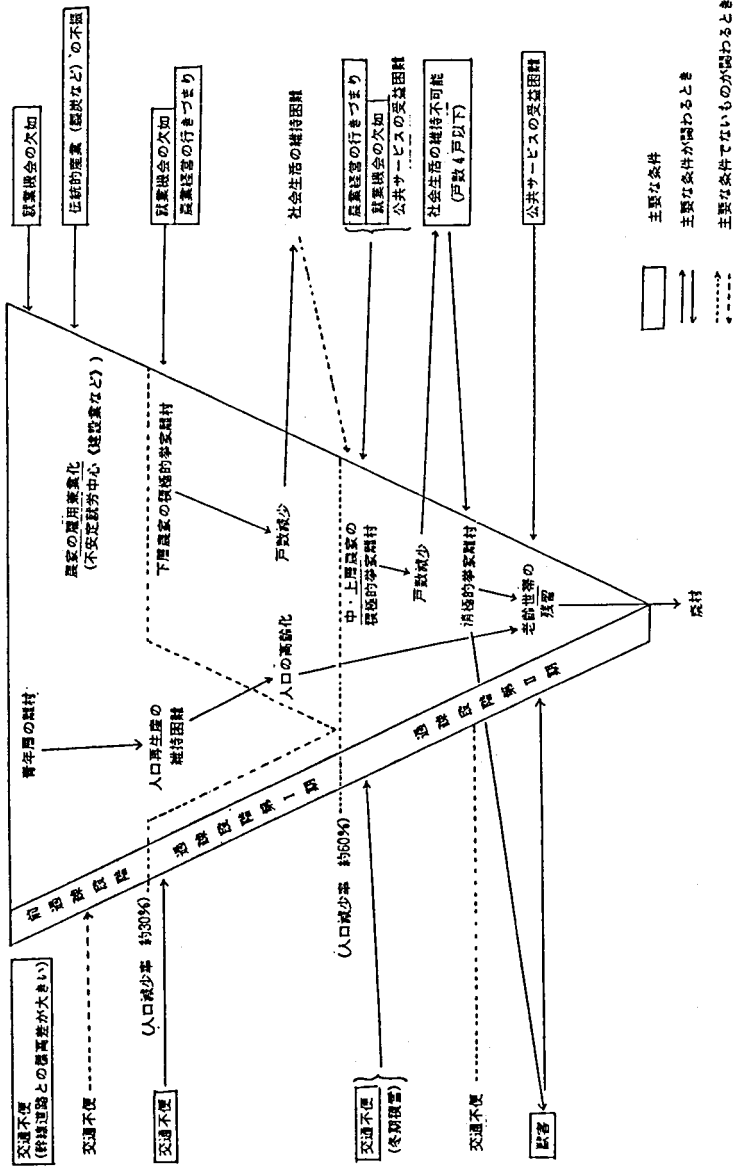 交通不便
(幹線道路との標高差が大きい)
交通不便
交通不便
交通不便
(冬期積雪)
交通不便
獣害
前過疎段階
過疎段階第Ⅰ期
過疎段階第Ⅱ期
(人口減少率 約30%)
(人口減少率 約60%)
青年層の離村
人口再生産の
維持困難
人口の高齢化
農家の雇用兼業化
(不安定就労中心《建設業など》)
下層農家の積極的挙家離村
戸数減少
中・上層農家の
積極的挙家離村
戸数減少
消極的挙家離村
老齢世帯の
残留
廃村
就業機会の欠如
伝統的産業(製炭など)の不振
就業機会の欠如
農業経営の行きづまり
社会生活の維持困難
農業経営の行きづまり
就業機会の欠如
公共サービスの受益困難
社会生活の維持不可能
(戸数4戸以下)
公共サービスの受益困難
主要な条件
主要な条件が関わるとき
主要な条件でないものが関わるとき